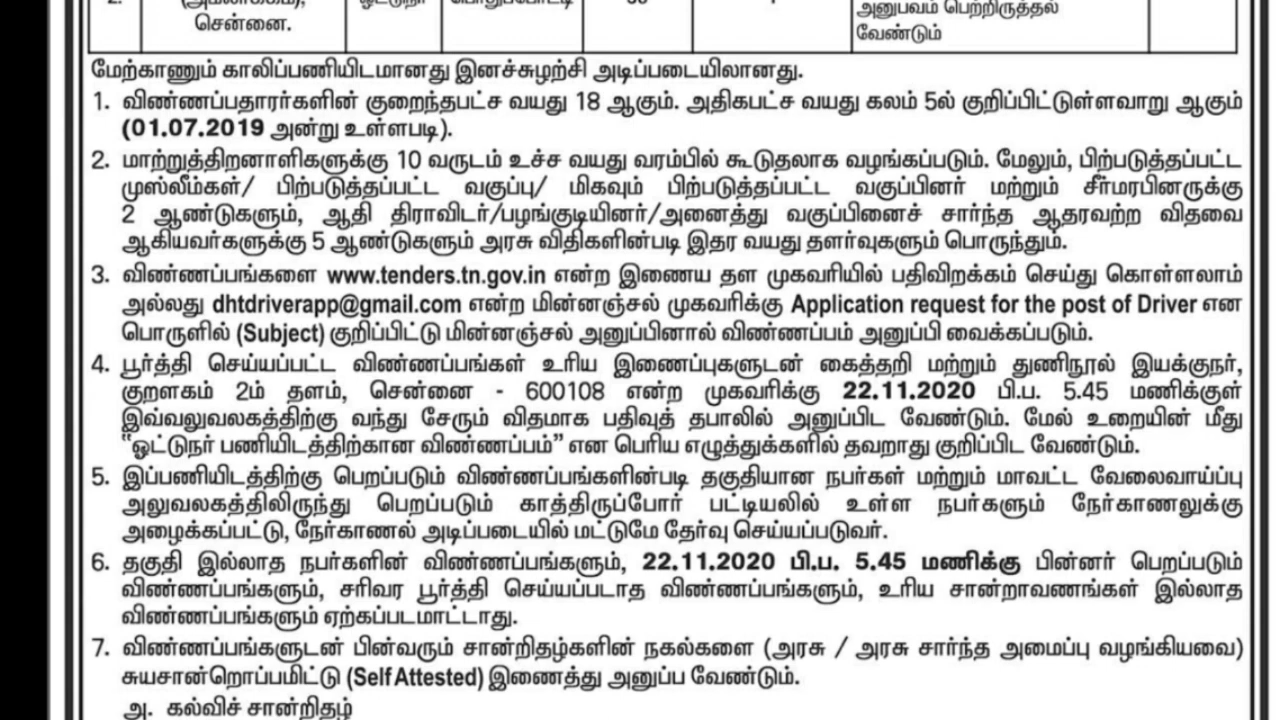 சென்னை.
அனுபவம் பெற்றிருத்தல்
வேண்டும்
மேற்காணும் காலிப்பணியிடமானது இனச்சுழற்சி அடிப்படையிலானது.
1. விண்ணப்பதாரர்களின் குறைந்தபட்ச வயது 18 ஆகும். அதிகபட்ச வயது கலம் 5ல் குறிப்பிட்டுள்ளவாறு ஆகும்
(01.07.2019 அன்று உள்ளபடி).
2. மாற்றுத்திறனாளிகளுக்கு 10 வருடம் உச்ச வயது வரம்பில் கூடுதலாக வழங்கப்படும். மேலும், பிற்படுத்தப்பட்ட
முஸ்லீம்கள்/ பிற்படுத்தப்பட்ட வகுப்பு/ மிகவும் பிற்படுத்தப்பட்ட வகுப்பினர் மற்றும் சீர்மரபினருக்கு
2 ஆண்டுகளும், ஆதி திராவிடர்/பழங்குடியினர்/அனைத்து வகுப்பினைச் சார்ந்த ஆதரவற்ற விதவை
ஆகியவர்களுக்கு 5 ஆண்டுகளும் அரசு விதிகளின்படி இதர வயது தளர்வுகளும் பொருந்தும்.
3. விண்ணப்பங்களை www.tenders.tn.gov.in என்ற இணைய தள முகவரியில் பதிவிறக்கம் செய்து கொள்ளலாம்
அல்லது dhtdriverapp@gmail.com என்ற மின்னஞ்சல் முகவரிக்கு Application request for the post of Driver என
பொருளில் (Subject) குறிப்பிட்டு மின்னஞ்சல் அனுப்பினால் விண்ணப்பம் அனுப்பி வைக்கப்படும்.
4. பூர்த்தி செய்யப்பட்ட விண்ணப்பங்கள் உரிய இணைப்புகளுடன் கைத்தறி மற்றும் துணிநூல் இயக்குநர்,
குறளகம் 2ம் தளம், சென்னை - 600108 என்ற முகவரிக்கு 22.11.2020 பி.ப. 5.45 மணிக்குள்
இவ்வலுவலகத்திற்கு வந்து சேரும் விதமாக பதிவுத் தபாலில் அனுப்பிட வேண்டும். மேல் உறையின் மீது
“ஓட்டுநர் பணியிடத்திற்கான விண்ணப்பம்” என பெரிய எழுத்துக்களில் தவறாது குறிப்பிட வேண்டும்.
5. இப்பணியிடத்திற்கு பெறப்படும் விண்ணப்பங்களின்படி தகுதியான நபர்கள் மற்றும் மாவட்ட வேலைவாய்ப்பு
அலுவலகத்திலிருந்து பெறப்படும் காத்திருப்போர் பட்டியலில் உள்ள நபர்களும் நேர்காணலுக்கு
அழைக்கப்பட்டு, நேர்காணல் அடிப்படையில் மட்டுமே தேர்வு செய்யப்படுவர்.
6. தகுதி இல்லாத நபர்களின் விண்ணப்பங்களும், 22.11.2020 பி.ப. 5.45 மணிக்கு பின்னர் பெறப்படும்
விண்ணப்பங்களும், சரிவர பூர்த்தி செய்யப்படாத விண்ணப்பங்களும், உரிய சான்றாவணங்கள் இல்லாத
விண்ணப்பங்களும் ஏற்கப்படமாட்டாது.
7. விண்ணப்பங்களுடன் பின்வரும் சான்றிதழ்களின் நகல்களை (அரசு / அரசு சார்ந்த அமைப்பு வழங்கியவை)
சுயசான்றொப்பமிட்டு (Self Attested) இணைத்து அனுப்ப வேண்டும்.
அ. கல்விச் சான்றிதழ்